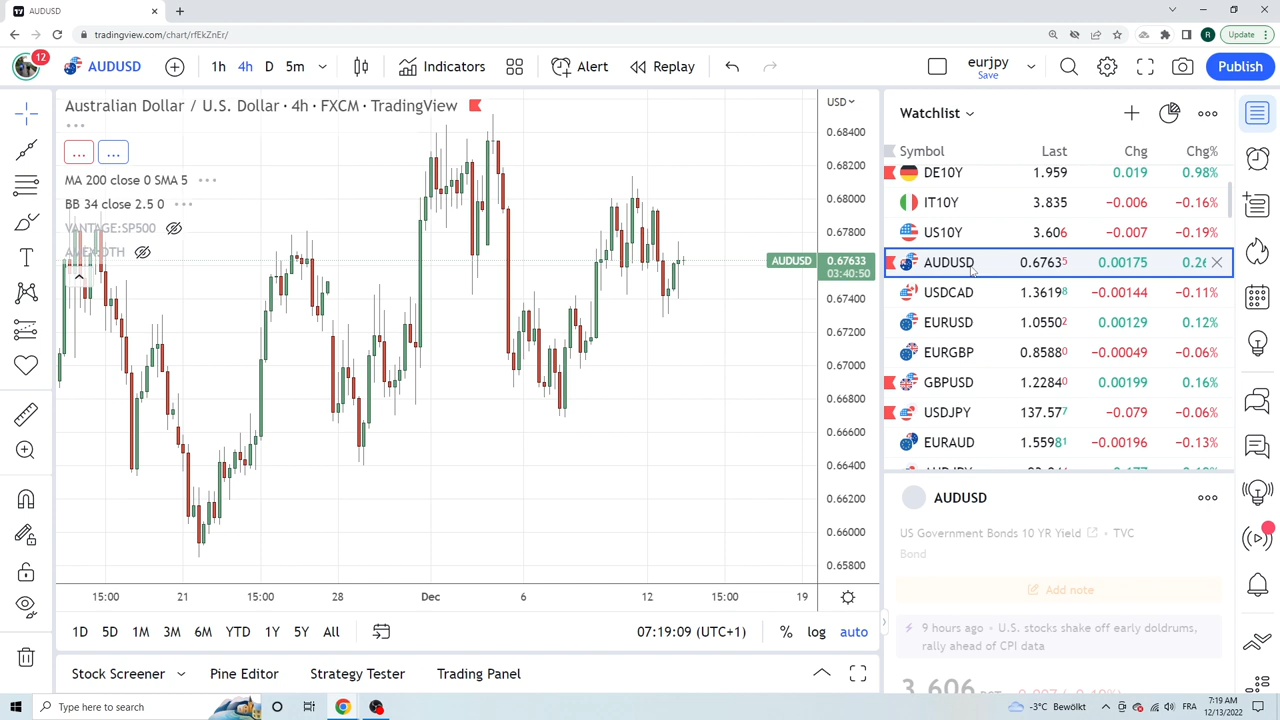 AUDUSD
tradingview.com/chart/rfEkZnEr/
R
Update
12
AUDUSD
1h 4h D 5m
Indicators
Alert
Replay
eurjpy
Save
Publish
Australian Dollar / U.S. Dollar · 4h · FXCM · TradingView
USD
MA 200 close 0 SMA 5
BB 34 close 2.5 0
VANTAGE:SP500
0.68400
0.68200
0.68000
0.67800
AUDUSD 0.67633
03:40:50
0.67400
0.67200
0.67000
0.66800
0.66600
0.66400
0.66200
0.66000
0.65800
15:00 21 15:00 28 Dec 6 12 15:00 19
1D 5D 1M 3M 6M YTD 1Y 5Y All
07:19:09 (UTC+1) % log auto
Stock Screener Pine Editor Strategy Tester Trading Panel
Watchlist
Symbol Last Chg Chg%
DE10Y 1.959 0.019 0.98%
IT10Y 3.835 −0.006 −0.16%
US10Y 3.606 −0.007 −0.19%
AUDUSD 0.67635 0.00175 0.26
USDCAD 1.36198 −0.00144 −0.11%
EURUSD 1.05502 0.00129 0.12%
EURGBP 0.85880 −0.00049 −0.06%
GBPUSD 1.22840 0.00199 0.16%
USDJPY 137.577 −0.079 −0.06%
EURAUD 1.55981 −0.00196 −0.13%
AUDUSD
US Government Bonds 10 YR Yield • TVC
Bond
Add note
9 hours ago • U.S. stocks shake off early doldrums,
rally ahead of CPI data
3.606
Type here to search
-3°C Bewölkt
FRA
7:19 AM
12/13/2022